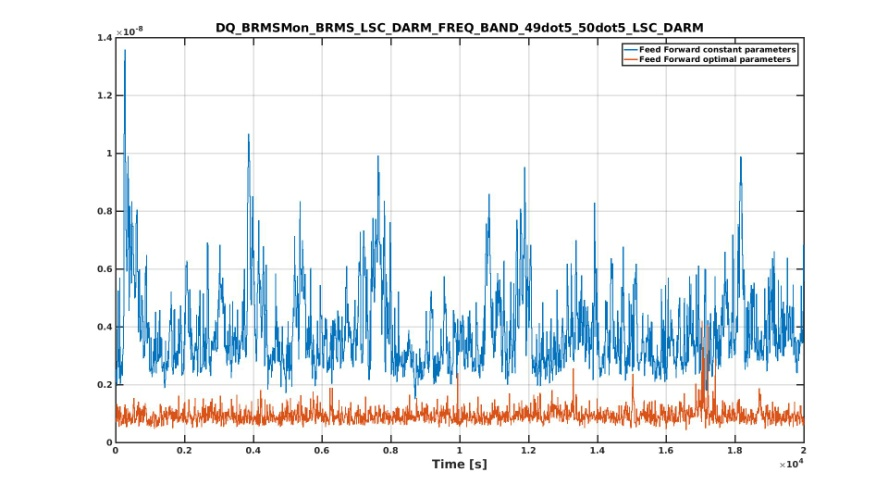 DQ_BRMSMon_BRMS_LSC_DARM_FREQ_BAND_49dot5_50dot5_LSC_DARM
×10⁻⁸
1.4
Feed Forward constant parameters
Feed Forward optimal parameters
1.2
1
0.8
0.6
0.4
0.2
0
0 0.2 0.4 0.6 0.8 1 1.2 1.4 1.6 1.8 2
Time [s]
×10⁴